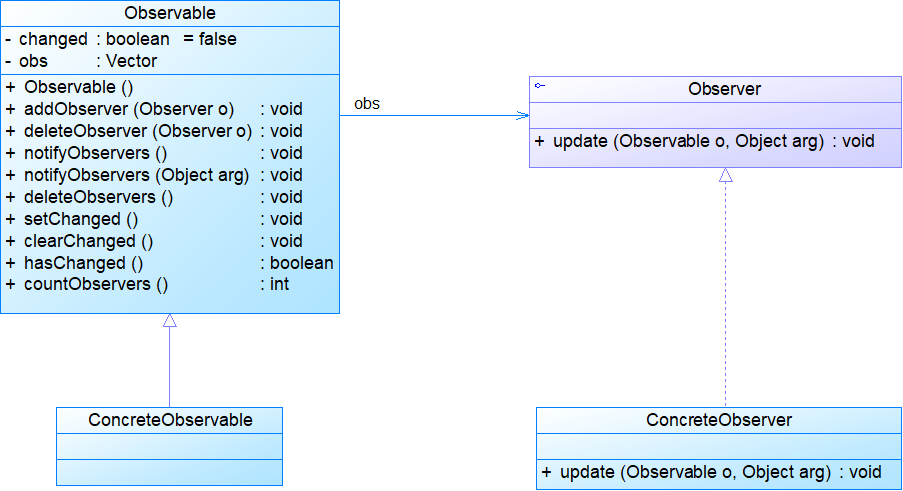 Observable
- changed : boolean = false
- obs : Vector
+ Observable ()
+ addObserver (Observer o) : void
+ deleteObserver (Observer o) : void
+ notifyObservers () : void
+ notifyObservers (Object arg) : void
+ deleteObservers () : void
+ setChanged () : void
+ clearChanged () : void
+ hasChanged () : boolean
+ countObservers () : int
obs
Observer
+ update (Observable o, Object arg) : void
ConcreteObservable
ConcreteObserver
+ update (Observable o, Object arg) : void